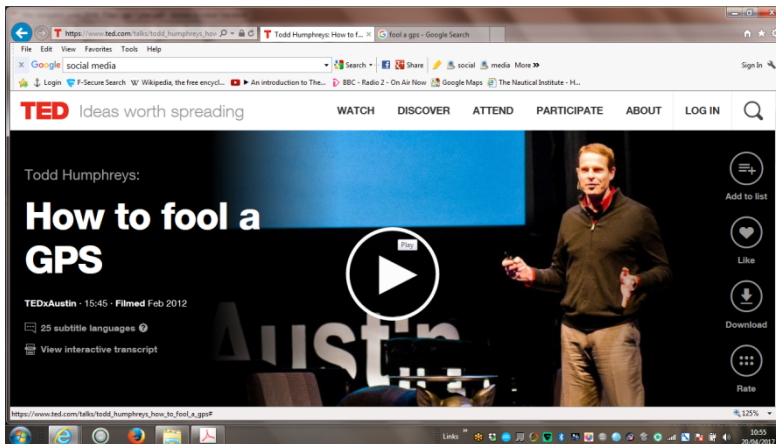 https://www.ted.com/talks/todd_humphreys_how
Todd Humphreys: How to f...
fool a gps - Google Search
File Edit View Favorites Tools Help
Google social media Search Share social social media More »
Sign In
Login F-Secure Search Wikipedia, the free encycl... An introduction to The... BBC - Radio 2 - On Air Now Google Maps The Nautical Institute - H...
TED Ideas worth spreading WATCH DISCOVER ATTEND PARTICIPATE ABOUT LOG IN
Todd Humphreys:
How to fool a
GPS
TEDxAustin · 15:45 · Filmed Feb 2012
25 subtitle languages
View interactive transcript
Play
Austin
Add to list
Like
Download
Rate
https://www.ted.com/talks/todd_humphreys_how_to_fool_a_gps#
125%
Links
10:55
20/04/2017